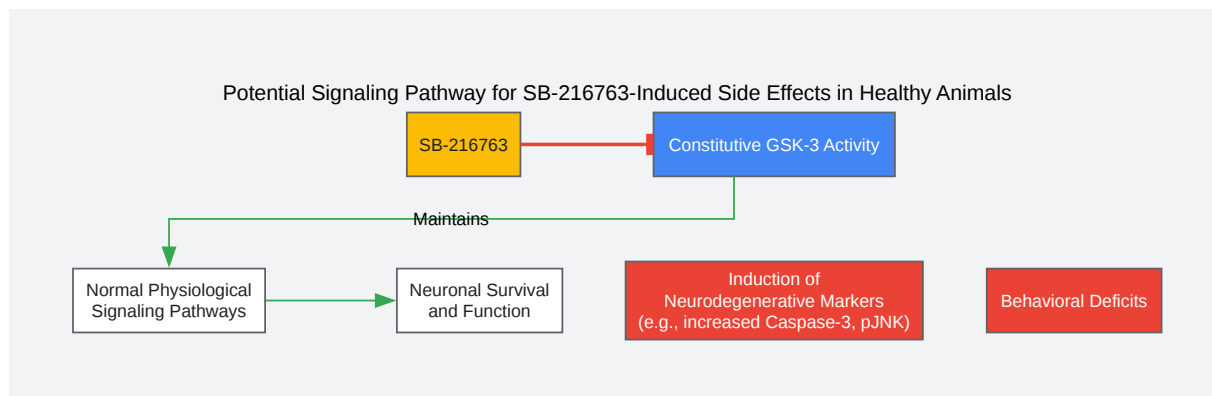 Potential Signaling Pathway for SB-216763-Induced Side Effects in Healthy Animals
SB-216763
Constitutive GSK-3 Activity
Maintains
Normal Physiological
Signaling Pathways
Neuronal Survival
and Function
Induction of
Neurodegenerative Markers
(e.g., increased Caspase-3, pJNK)
Behavioral Deficits